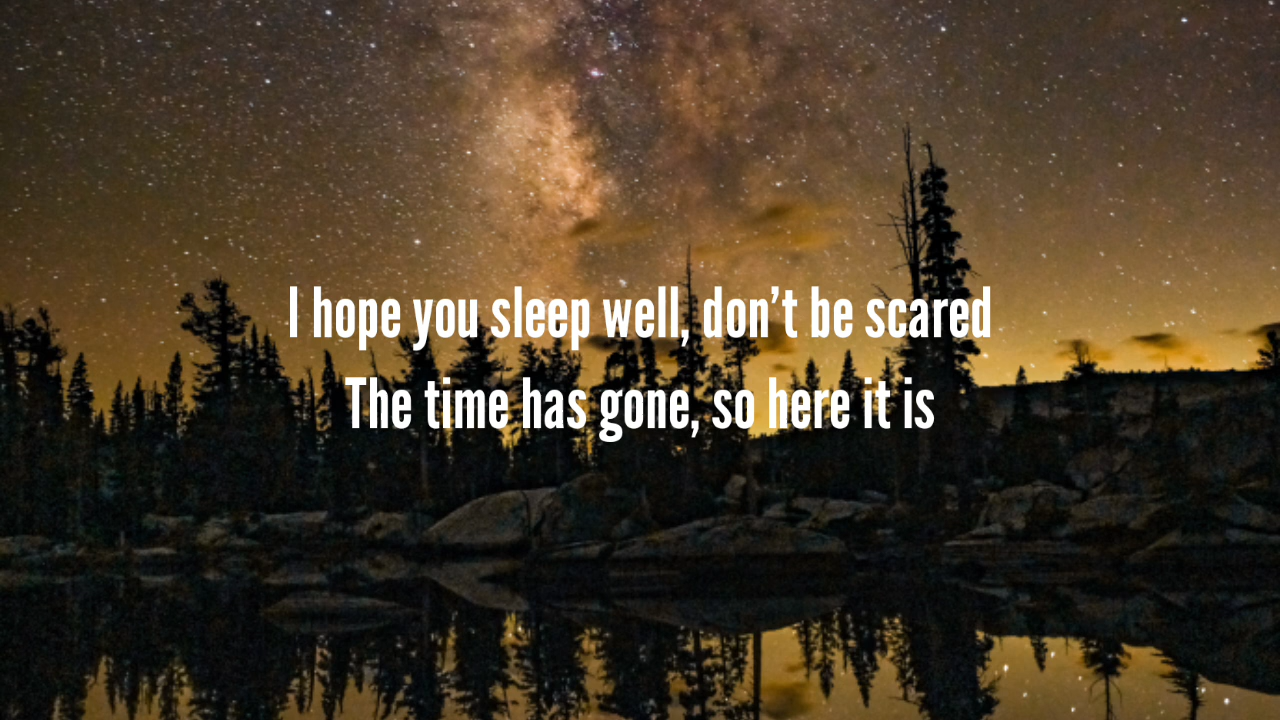 I hope you sleep well, don’t be scared
The time has gone, so here it is